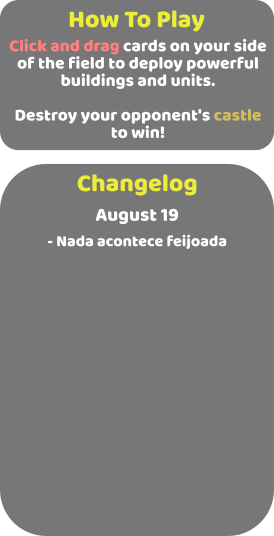 How To Play
Click and drag cards on your side
of the field to deploy powerful
buildings and units.
Destroy your opponent's castle
to win!
Changelog
August 19
- Nada acontece feijoada